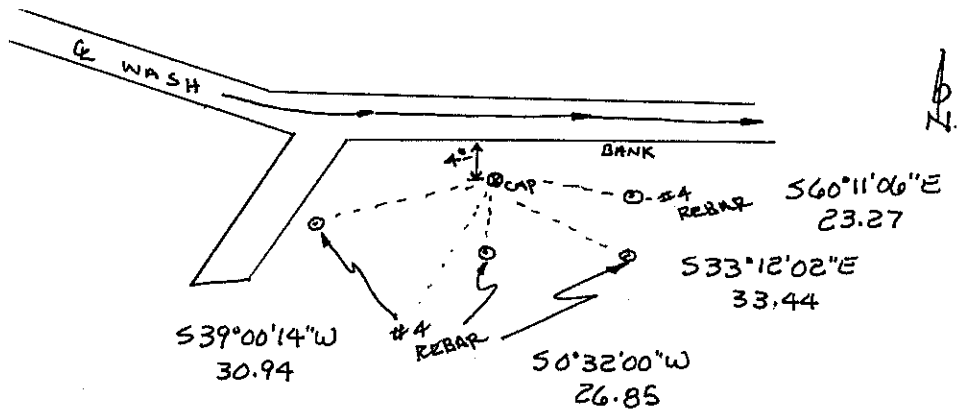 ℄ WASH
N.
4.0
BANK
CAP
#4
REBAR
S60°11'06"E
23.27
S33°12'02"E
33.44
S39°00'14"W
30.94
#4
REBAR
S0°32'00"W
26.85